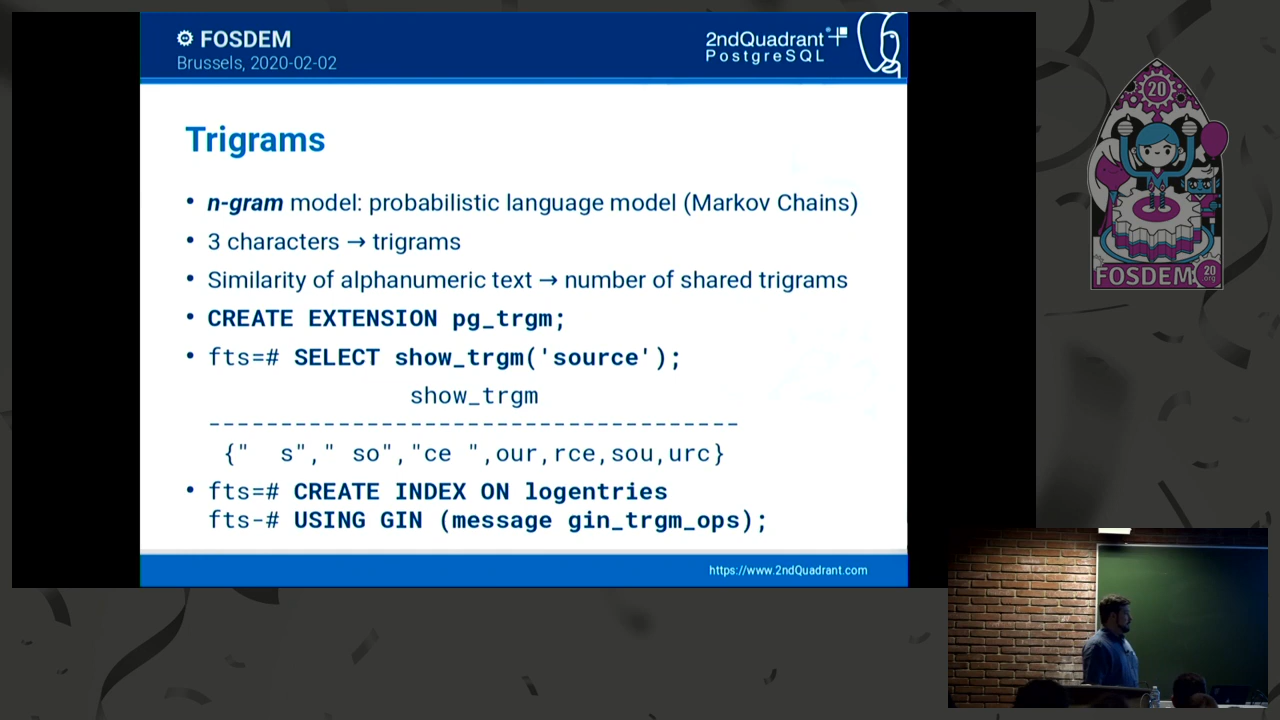 FOSDEM
Brussels, 2020-02-02
2ndQuadrant
PostgreSQL
Trigrams
• n-gram model: probabilistic language model (Markov Chains)
• 3 characters → trigrams
• Similarity of alphanumeric text → number of shared trigrams
• CREATE EXTENSION pg_trgm;
• fts=# SELECT show_trgm('source');
show_trgm
-------------------------------------
{"  s"," so","ce ",our,rce,sou,urc}
• fts=# CREATE INDEX ON logentries
fts-# USING GIN (message gin_trgm_ops);
https://www.2ndQuadrant.com
20
FOSDEM
20
.org